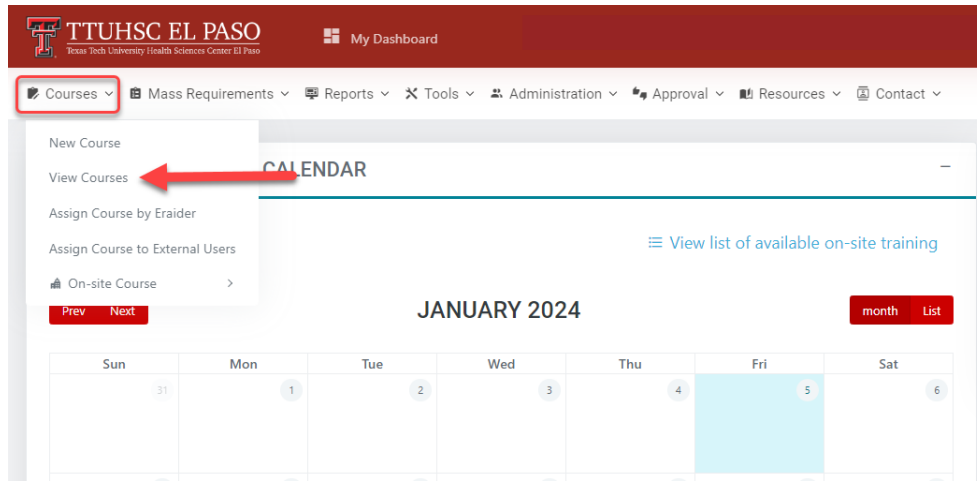 TTUHSC EL PASO
Texas Tech University Health Sciences Center El Paso
My Dashboard
Courses Mass Requirements Reports Tools Administration Approval Resources Contact
New Course
View Courses
Assign Course by Eraider
Assign Course to External Users
On-site Course
CALENDAR
View list of available on-site training
Prev Next
JANUARY 2024
month List
Sun Mon Tue Wed Thu Fri Sat
31 1 2 3 4 5 6